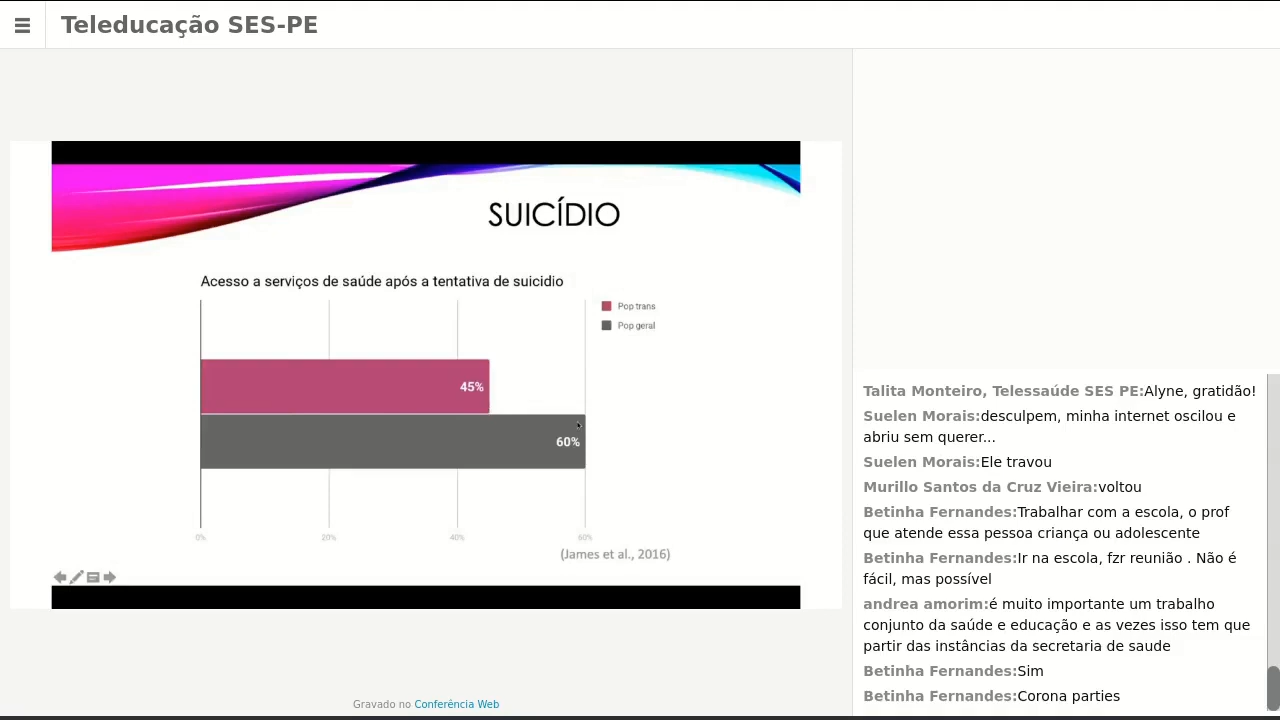 Teleducação SES-PE
SUICÍDIO
Acesso a serviços de saúde após a tentativa de suicidio
Pop trans
Pop geral
45%
60%
0%
20%
40%
60%
(James et al., 2016)
Gravado no Conferência Web
Talita Monteiro, Telessaúde SES PE:Alyne, gratidão!
Suelen Morais:desculpem, minha internet oscilou e
abriu sem querer...
Suelen Morais:Ele travou
Murillo Santos da Cruz Vieira:voltou
Betinha Fernandes:Trabalhar com a escola, o prof
que atende essa pessoa criança ou adolescente
Betinha Fernandes:Ir na escola, fzr reunião . Não é
fácil, mas possível
andrea amorim:é muito importante um trabalho
conjunto da saúde e educação e as vezes isso tem que
partir das instâncias da secretaria de saude
Betinha Fernandes:Sim
Betinha Fernandes:Corona parties